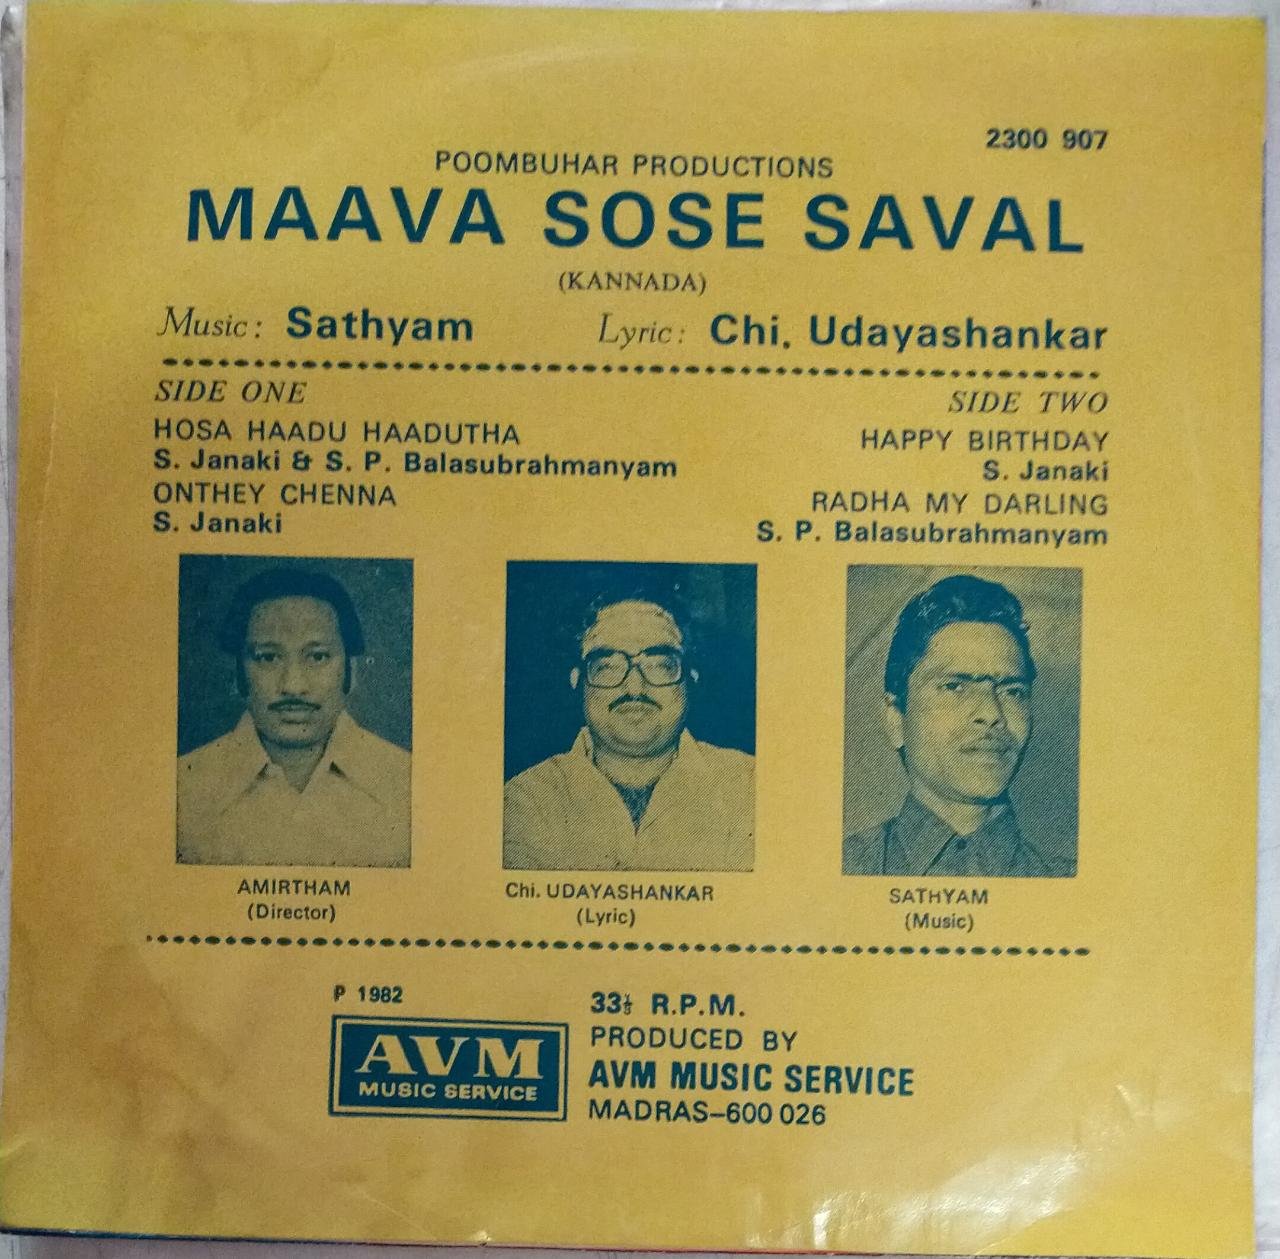 2300 907
POOMBUHAR PRODUCTIONS
MAAVA SOSE SAVAL
(KANNADA)
Music: Sathyam Lyric: Chi. Udayashankar
SIDE ONE
HOSA HAADU HAADUTHA
S. Janaki & S. P. Balasubrahmanyam
ONTHEY CHENNA
S. Janaki
SIDE TWO
HAPPY BIRTHDAY
S. Janaki
RADHA MY DARLING
S. P. Balasubrahmanyam
AMIRTHAM
(Director)
Chi. UDAYASHANKAR
(Lyric)
SATHYAM
(Music)
P 1982
AVM
MUSIC SERVICE
33⅓ R.P.M.
PRODUCED BY
AVM MUSIC SERVICE
MADRAS–600 026